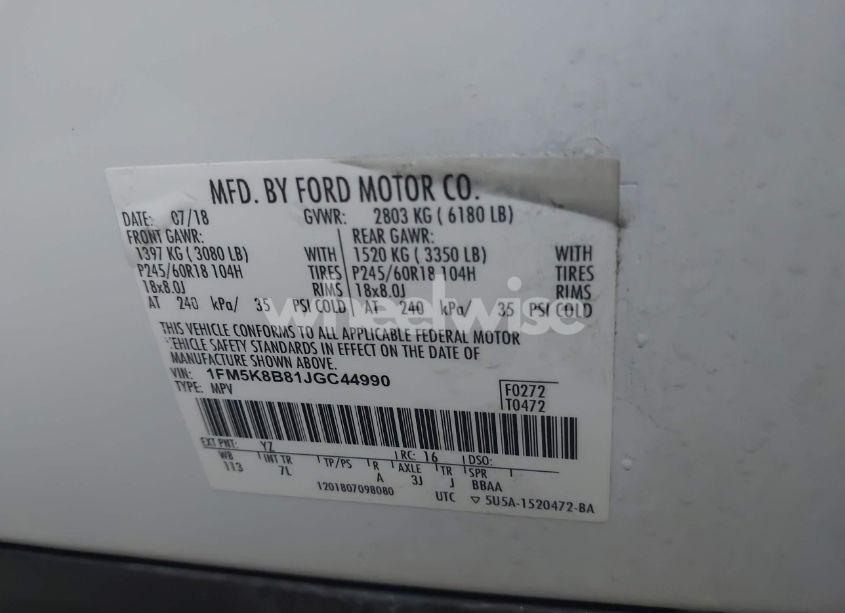 MFD. BY FORD MOTOR CO.
DATE: 07/18 GVWR: 2803 KG ( 6180 LB)
FRONT GAWR: REAR GAWR:
1397 KG ( 3080 LB) WITH 1520 KG ( 3350 LB) WITH
P245/60R18 104H TIRES P245/60R18 104H TIRES
18x8.0J RIMS 18x8.0J RIMS
AT 240 kPa/ 35 PSI COLD AT 240 kPa/ 35 PSI COLD
wheelwise
THIS VEHICLE CONFORMS TO ALL APPLICABLE FEDERAL MOTOR
VEHICLE SAFETY STANDARDS IN EFFECT ON THE DATE OF
MANUFACTURE SHOWN ABOVE.
VIN: 1FM5K8B81JGC44990 F0272
TYPE: MPV T0472
EXT PNT: YZ RC: 16 DSO:
WB INT TR TP/PS R AXLE TR SPR
113 7L A 3J J BBAA
1201807098080 UTC ▽ 5U5A-1520472-BA